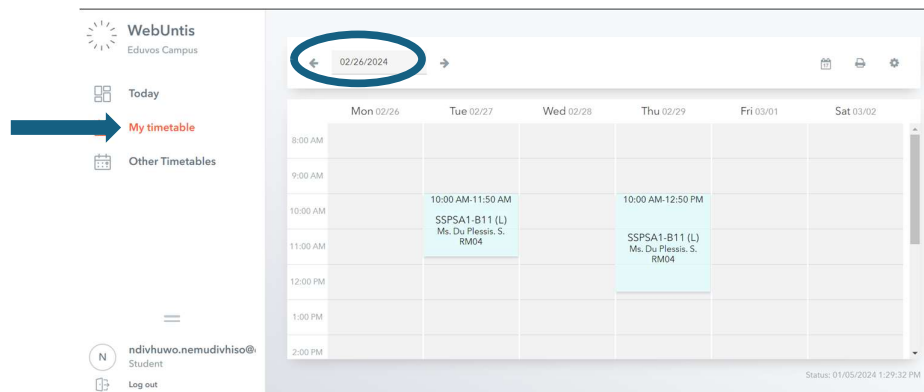 WebUntis
Eduvos Campus
Today
My timetable
Other Timetables
ndivhuwo.nemudivhiso@
Student
N
Log out
02/26/2024
Mon 02/26 Tue 02/27 Wed 02/28 Thu 02/29 Fri 03/01 Sat 03/02
8:00 AM
9:00 AM
10:00 AM
11:00 AM
12:00 PM
1:00 PM
2:00 PM
10:00 AM-11:50 AM
SSPSA1-B11 (L)
Ms. Du Plessis. S.
RM04
10:00 AM-12:50 PM
SSPSA1-B11 (L)
Ms. Du Plessis. S.
RM04
Status: 01/05/2024 1:29:32 PM